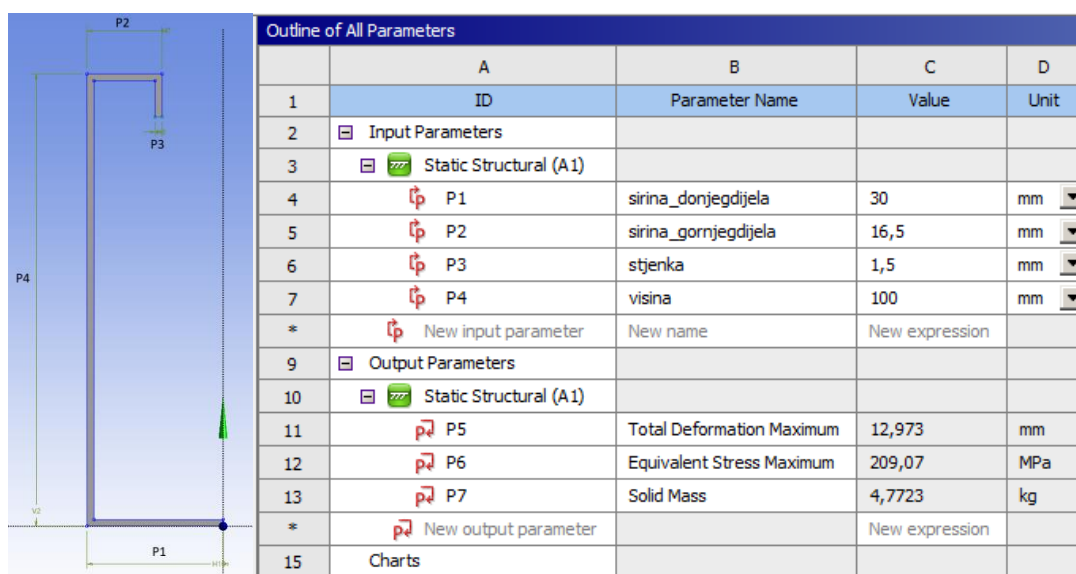 P2
P3
P4
V2
P1
Outline of All Parameters
A B C D
1 ID Parameter Name Value Unit
2 Input Parameters
3 Static Structural (A1)
4 P1 sirina_donjegdijela 30 mm
5 P2 sirina_gornjegdijela 16,5 mm
6 P3 stjenka 1,5 mm
7 P4 visina 100 mm
* New input parameter New name New expression
9 Output Parameters
10 Static Structural (A1)
11 P5 Total Deformation Maximum 12,973 mm
12 P6 Equivalent Stress Maximum 209,07 MPa
13 P7 Solid Mass 4,7723 kg
* New output parameter New expression
15 Charts